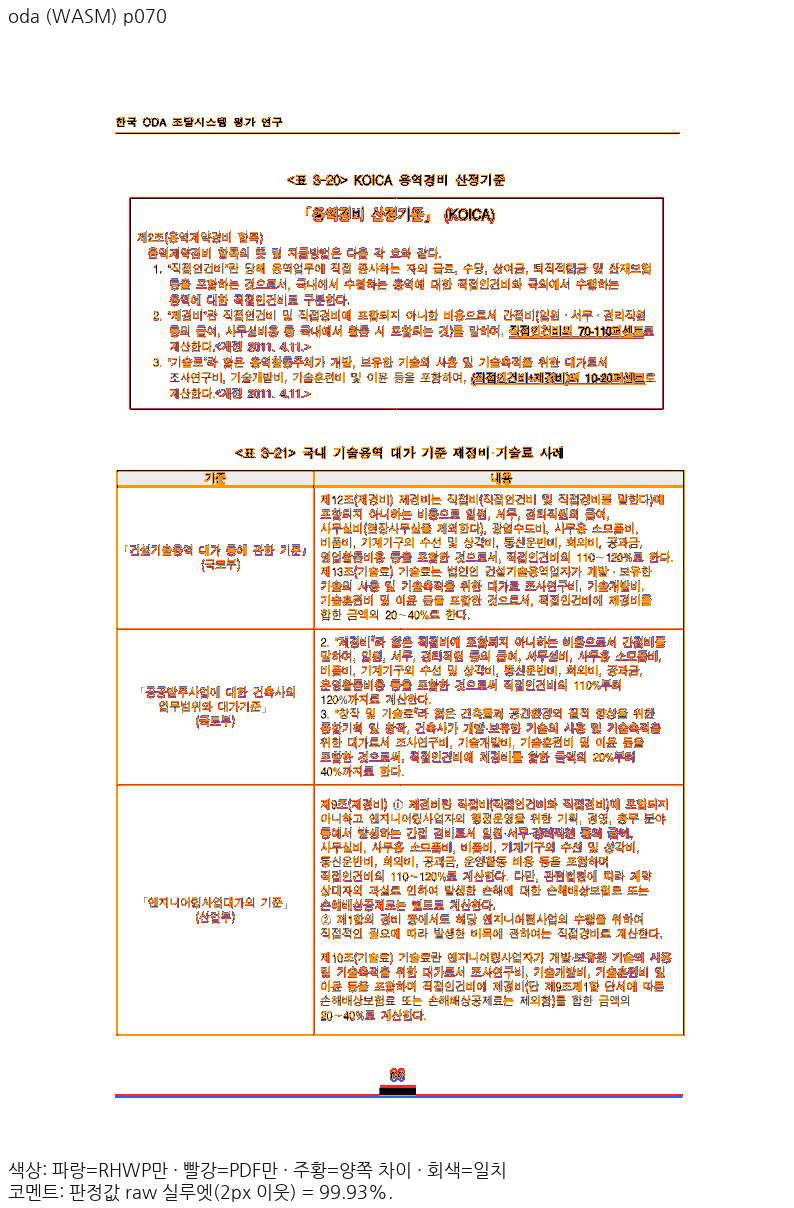 oda (WASM) p070
한국 ODA 조달시스템 평가 연구
<표 3-20> KOICA 용역경비 산정기준
「용역경비 산정기준」 (KOICA)
제2조(용역계약경비 항목)
용역계약경비 항목의 뜻 및 지불방법은 다음 각 호와 같다.
1. "직접인건비"란 당해 용역업무에 직접 종사하는 자의 급료, 수당, 상여금, 퇴직적립금 및 산재보험
등을 포함하는 것으로서, 국내에서 수행하는 용역에 대한 직접인건비와 국외에서 수행하는
용역에 대한 직접인건비로 구분한다.
2. "제경비"란 직접인건비 및 직접경비에 포함되지 아니한 비용으로서 간접비(임원 · 서무 · 경리직원
등의 급여, 사무실비용 등 국내에서 활동 시 포함되는 것)를 말하며, 직접인건비의 70-110퍼센트로
계산한다.<개정 2011. 4.11.>
3. "기술료"라 함은 용역활동주체가 개발, 보유한 기술의 사용 및 기술축적을 위한 대가로서
조사연구비, 기술개발비, 기술훈련비 및 이윤 등을 포함하며, (직접인건비+제경비)의 10-20퍼센트로
계산한다.<개정 2011. 4.11.>
<표 3-21> 국내 기술용역 대가 기준 제경비·기술료 사례
기준 내용
「건설기술용역 대가 등에 관한 기준」
(국토부)
제12조(제경비) 제경비는 직접비(직접인건비 및 직접경비를 말한다)에
포함되지 아니하는 비용으로 임원, 서무, 경리직원의 급여,
사무실비(현장사무실을 제외한다), 광열수도비, 사무용 소모품비,
비품비, 기계기구의 수선 및 상각비, 통신운반비, 회의비, 공과금,
영업활동비용 등을 포함한 것으로서, 직접인건비의 110~120%로 한다.
제13조(기술료) 기술료는 법인인 건설기술용역업자가 개발 · 보유한
기술의 사용 및 기술축적을 위한 대가로 조사연구비, 기술개발비,
기술훈련비 및 이윤 등을 포함한 것으로서, 직접인건비에 제경비를
합한 금액의 20~40%로 한다.
「공공발주사업에 대한 건축사의
업무범위와 대가기준」
(국토부)
2. "제경비"라 함은 직접비에 포함되지 아니하는 비용으로서 간접비를
말하며, 임원, 서무, 경리직원 등의 급여, 사무실비, 사무용 소모품비,
비품비, 기계기구의 수선 및 상각비, 통신운반비, 회의비, 공과금,
운영활동비용 등을 포함한 것으로써 직접인건비의 110%부터
120%까지로 계산한다.
3. "창작 및 기술료"라 함은 건축물과 공간환경의 질적 향상을 위한
통합기획 및 창작, 건축사가 개발·보유한 기술의 사용 및 기술축적을
위한 대가로서 조사연구비, 기술개발비, 기술훈련비 및 이윤 등을
포함한 것으로써, 직접인건비에 제경비를 합한 금액의 20%부터
40%까지로 한다.
「엔지니어링사업대가의 기준」
(산업부)
제9조(제경비) ① 제경비란 직접비(직접인건비와 직접경비)에 포함되지
아니하고 엔지니어링사업자의 행정운영을 위한 기획, 경영, 총무 분야
등에서 발생하는 간접 경비로서 임원·서무·경리직원 등의 급여,
사무실비, 사무용 소모품비, 비품비, 기계기구의 수선 및 상각비,
통신운반비, 회의비, 공과금, 운영활동 비용 등을 포함하며
직접인건비의 110~120%로 계산한다. 다만, 관련법령에 따라 계약
상대자의 과실로 인하여 발생한 손해에 대한 손해배상보험료 또는
손해배상공제료는 별도로 계산한다.
② 제1항의 경비 중에서도 해당 엔지니어링사업의 수행을 위하여
직접적인 필요에 따라 발생한 비목에 관하여는 직접경비로 계산한다.
제10조(기술료) 기술료란 엔지니어링사업자가 개발·보유한 기술의 사용
및 기술축적을 위한 대가로서 조사연구비, 기술개발비, 기술훈련비 및
이윤 등을 포함하며 직접인건비에 제경비(단 제9조제1항 단서에 따른
손해배상보험료 또는 손해배상공제료는 제외함)를 합한 금액의
20~40%로 계산한다.
색상: 파랑=RHWP만 · 빨강=PDF만 · 주황=양쪽 차이 · 회색=일치
코멘트: 판정값 raw 실루엣(2px 이웃) = 99.93%.